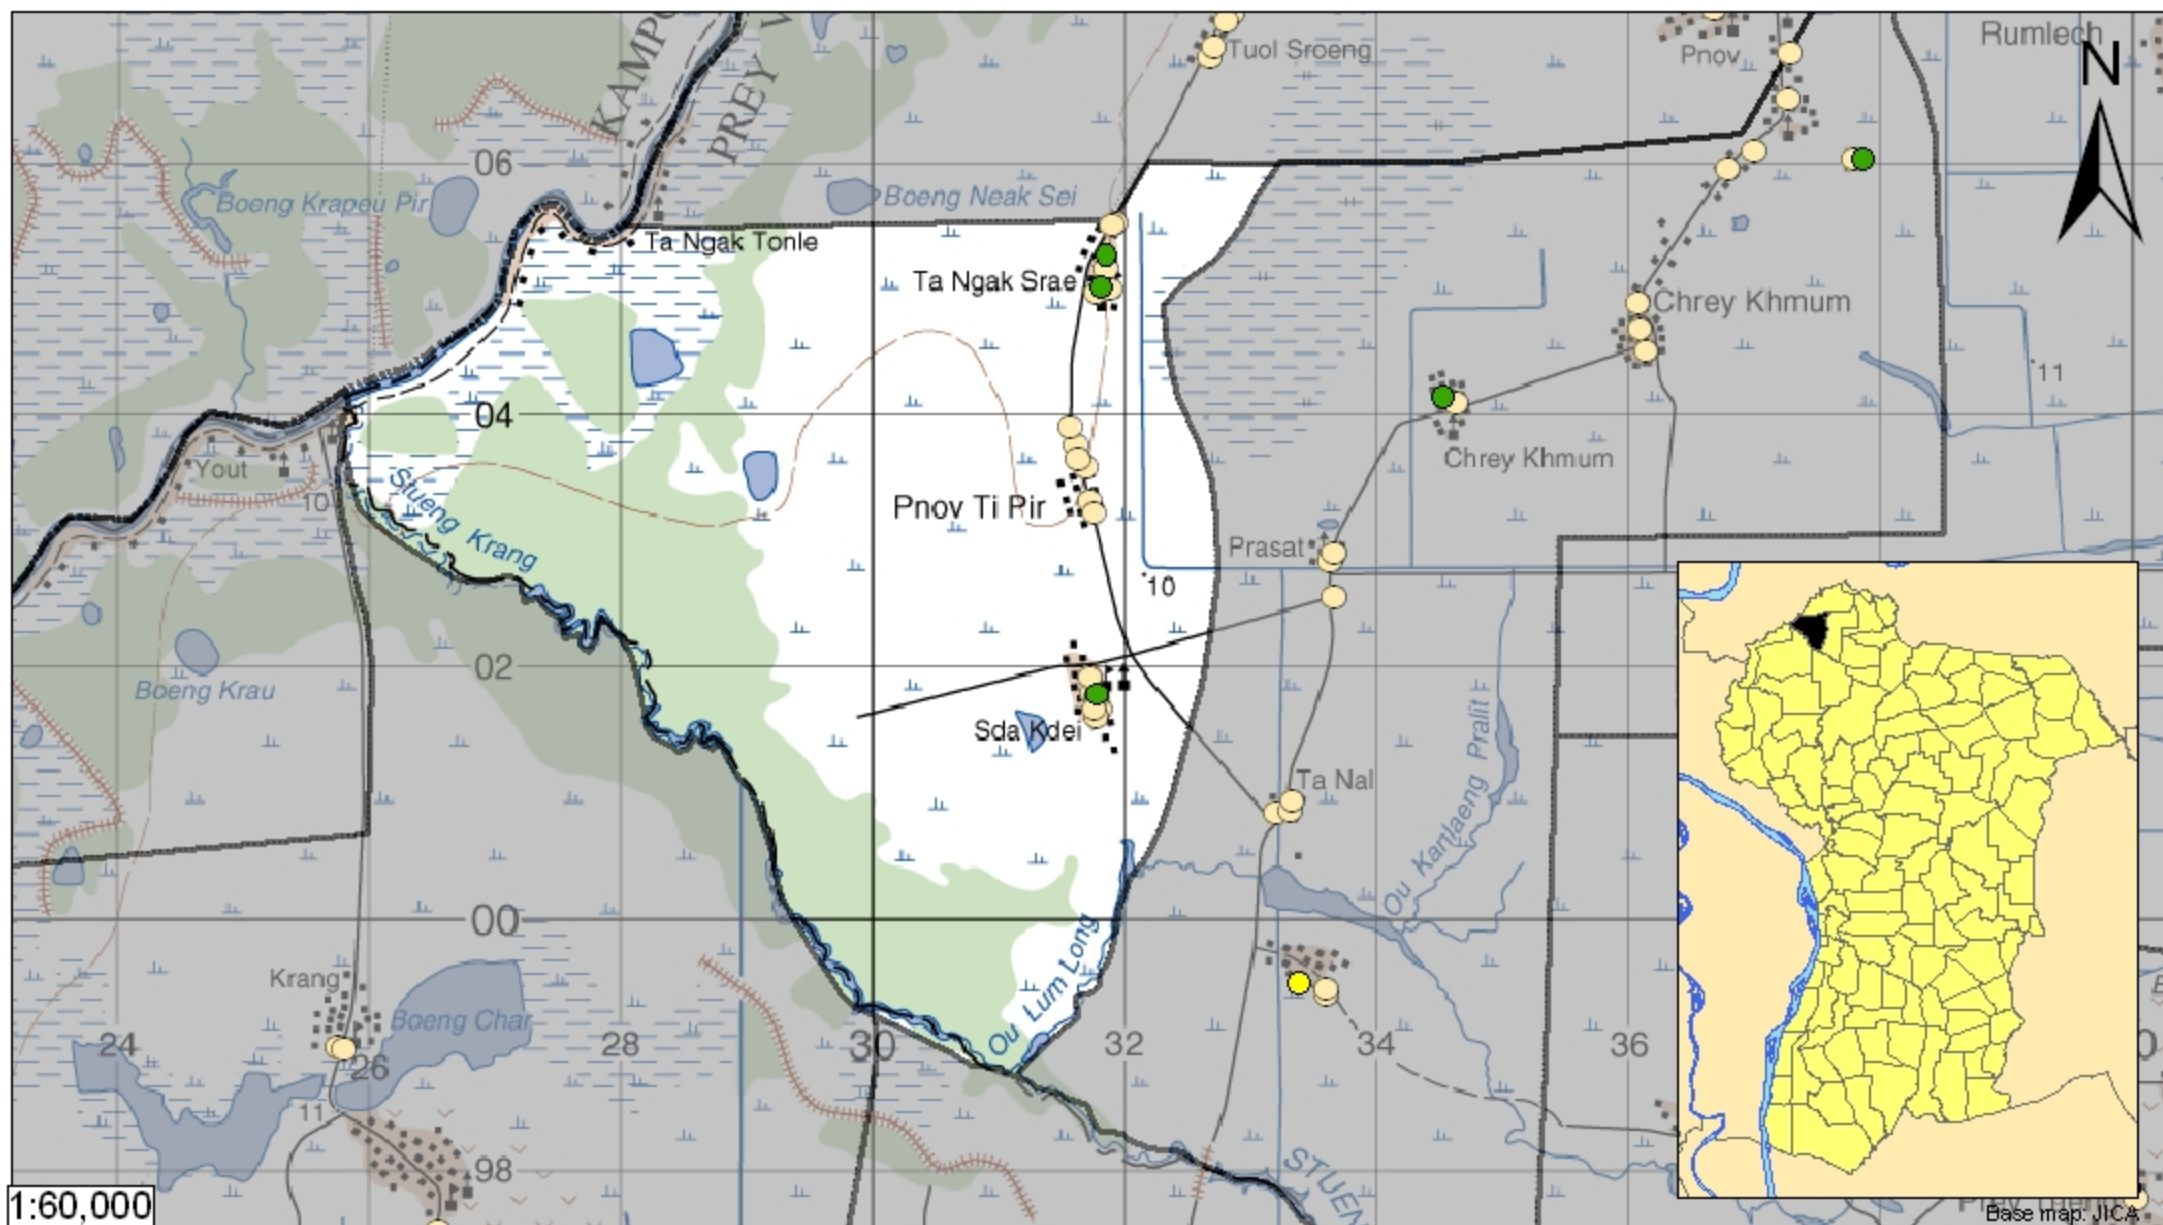 Rumlech
N
Tuol Sroeng
Pnov
KAMPO
PREY V
06
Boeng Krapeu Pir
Boeng Neak Sei
Ta Ngak Tonle
Ta Ngak Srae
Chrey Khmum
11
04
Chrey Khmum
Yout
10
Stueng Krang
Pnov Ti Pir
Prasat
10
02
Boeng Krau
Sda Kdei
Ta Nal
Ou Kanlaeng Pralit
00
Ou Lum Long
Krang
Boeng Char
24
26
28
30
32
34
36
11
98
STUEN
1:60,000
Base map: JICA